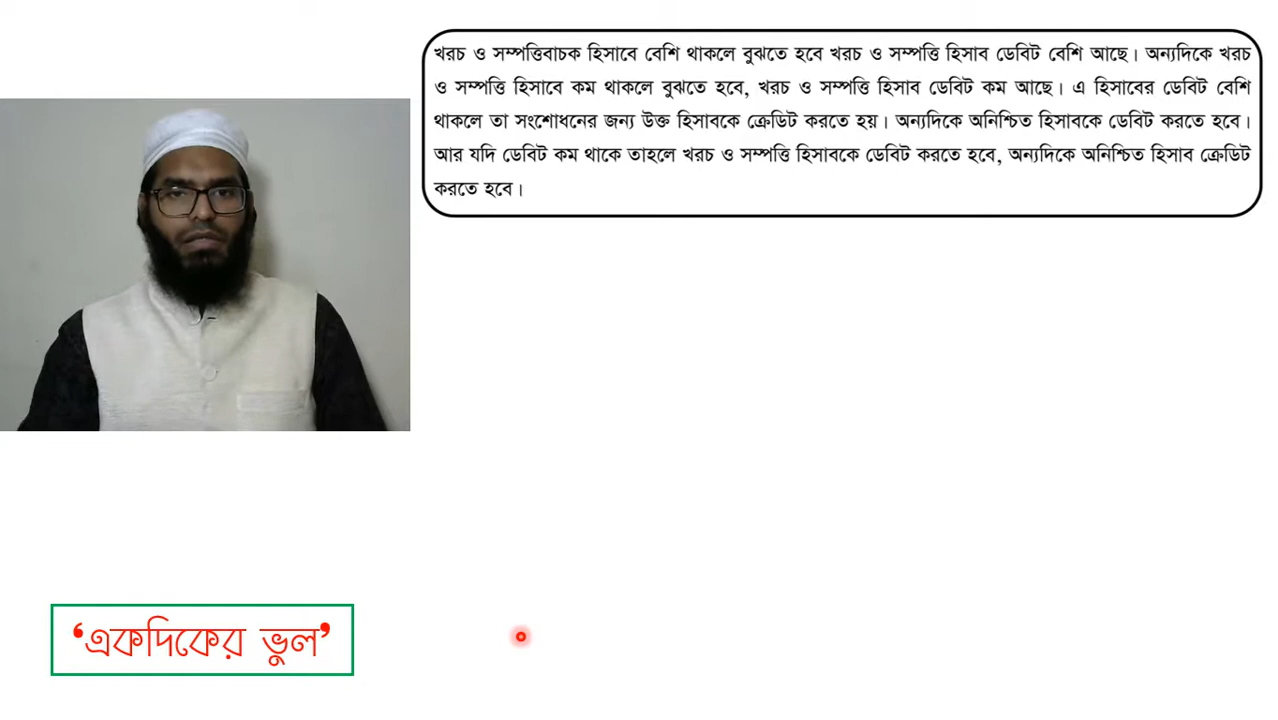 খরচ ও সম্পত্তিবাচক হিসাবে বেশি থাকলে বুঝতে হবে খরচ ও সম্পত্তি হিসাব ডেবিট বেশি আছে। অন্যদিকে খরচ
ও সম্পত্তি হিসাবে কম থাকলে বুঝতে হবে, খরচ ও সম্পত্তি হিসাব ডেবিট কম আছে। এ হিসাবের ডেবিট বেশি
থাকলে তা সংশোধনের জন্য উক্ত হিসাবকে ক্রেডিট করতে হয়। অন্যদিকে অনিশ্চিত হিসাবকে ডেবিট করতে হবে।
আর যদি ডেবিট কম থাকে তাহলে খরচ ও সম্পত্তি হিসাবকে ডেবিট করতে হবে, অন্যদিকে অনিশ্চিত হিসাব ক্রেডিট
করতে হবে।
‘একদিকের ভুল’